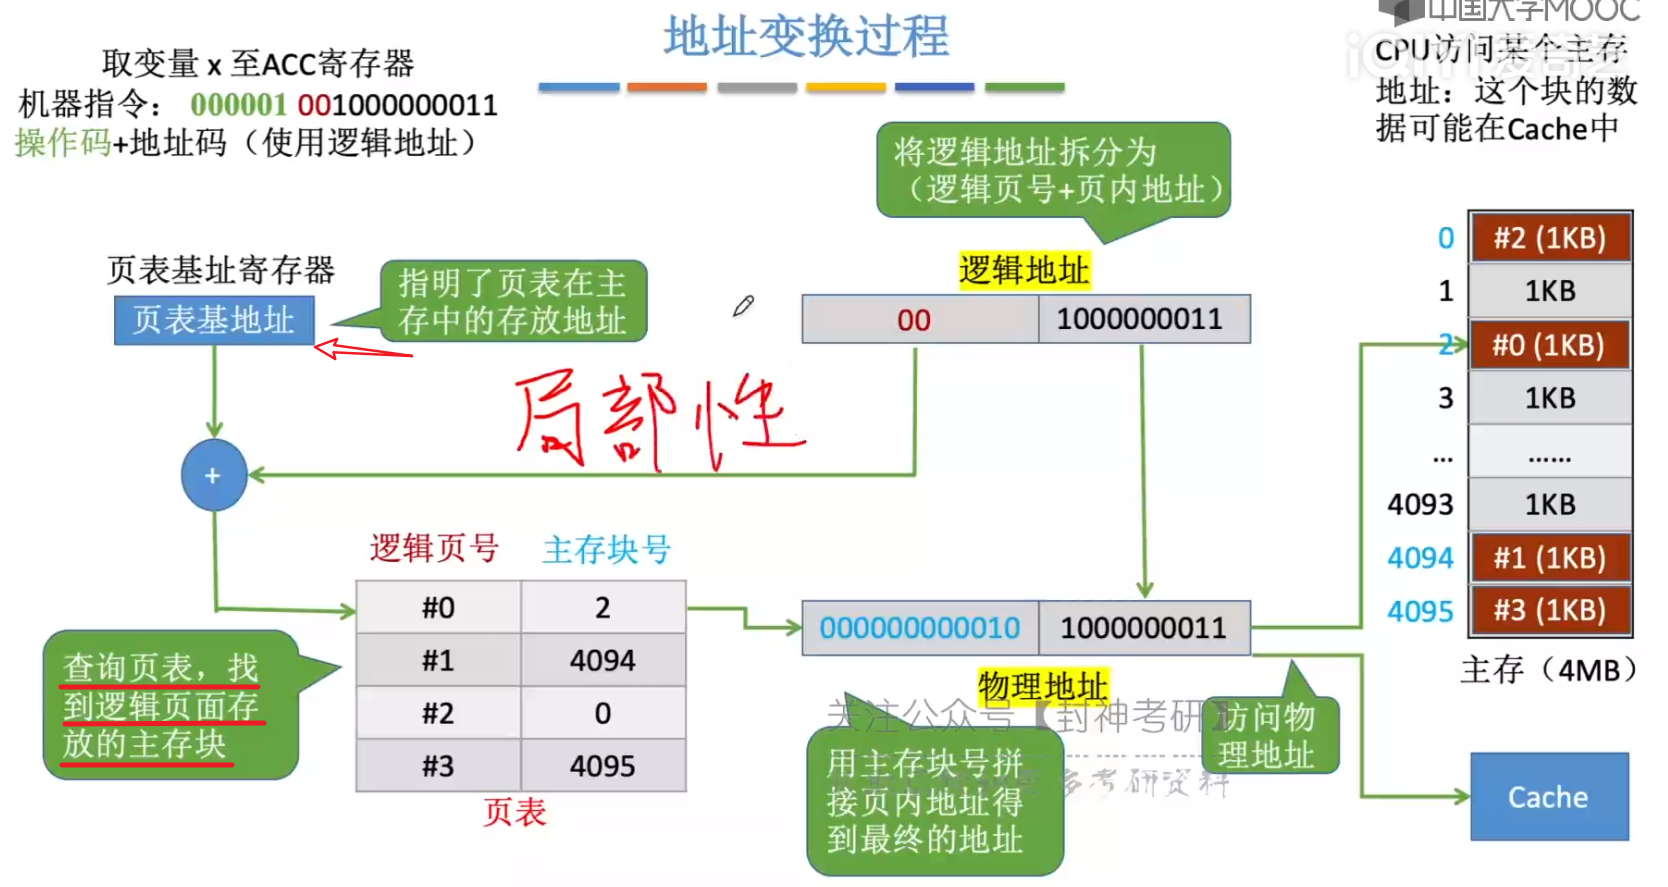 地址变换过程
中国大学MOOC
取变量 x 至ACC寄存器
机器指令： 000001 001000000011
操作码+地址码（使用逻辑地址）
CPU访问某个主存
地址：这个块的数
据可能在Cache中
将逻辑地址拆分为
（逻辑页号+页内地址）
页表基址寄存器
页表基地址
指明了页表在主
存中的存放地址
逻辑地址
00 1000000011
局部性
+
逻辑页号 主存块号
#0 2
#1 4094
#2 0
#3 4095
页表
查询页表，找
到逻辑页面存
放的主存块
000000000010 1000000011
物理地址
关注公众号【封神考研】
用主存块号拼
接页内地址得
到最终的地址
访问物
理地址
0 #2 (1KB)
1 1KB
2 #0 (1KB)
3 1KB
... ......
4093 1KB
4094 #1 (1KB)
4095 #3 (1KB)
主存（4MB）
Cache